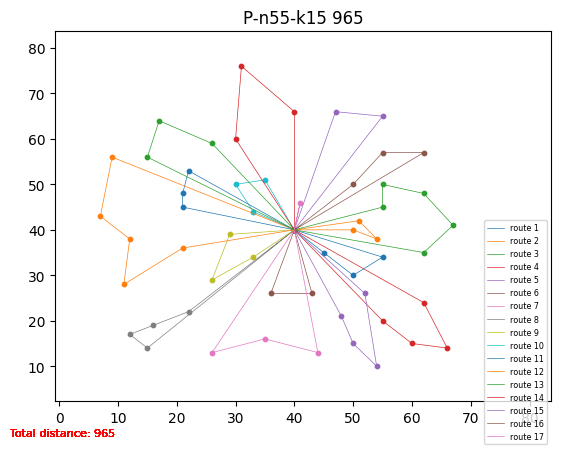 P-n55-k15 965
80
70
60
50
40
30
20
10
0 10 20 30 40 50 60 70
route 1
route 2
route 3
route 4
route 5
route 6
route 7
route 8
route 9
route 10
route 11
route 12
route 13
route 14
route 15
route 16
route 17
Total distance: 965